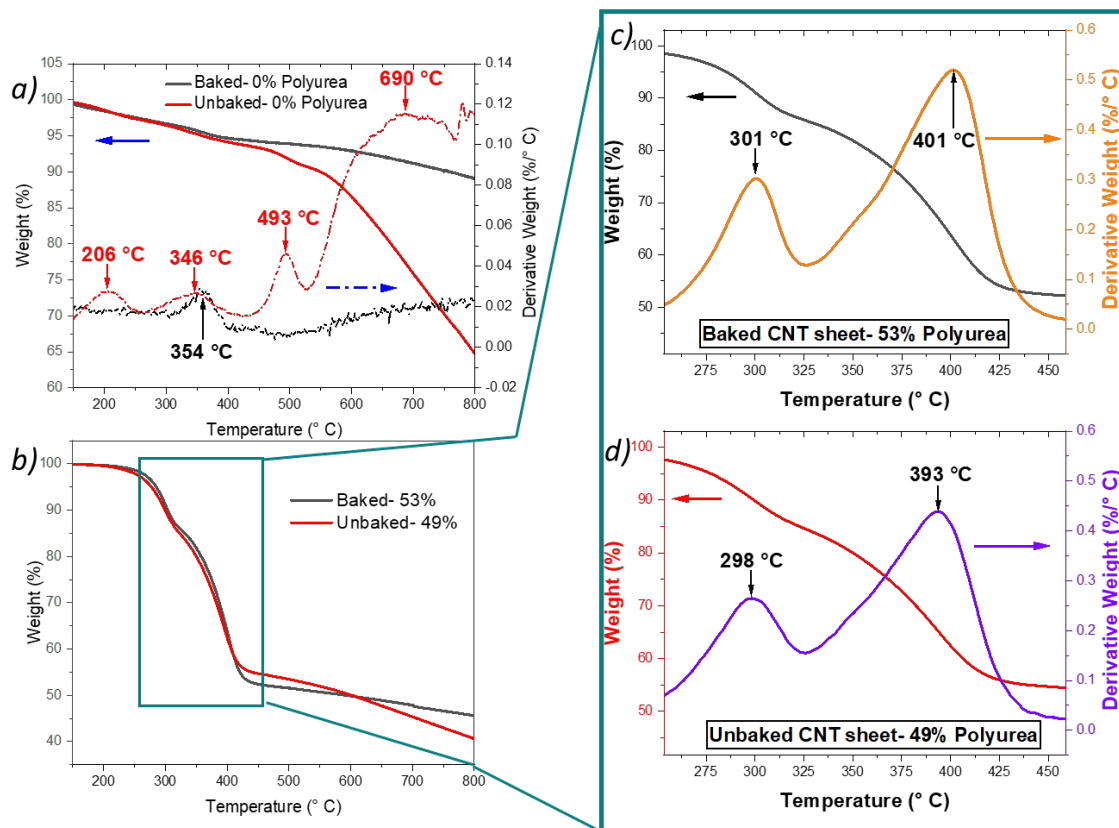 a)
Baked- 0% Polyurea
Unbaked- 0% Polyurea
690 °C
493 °C
206 °C
346 °C
354 °C
105
100
95
90
85
80
75
70
65
60
Weight (%)
0.14
0.12
0.10
0.08
0.06
0.04
0.02
0.00
-0.02
Derivative Weight (%/° C)
200 300 400 500 600 700 800
Temperature (° C)
b)
Baked- 53%
Unbaked- 49%
100
90
80
70
60
50
40
Weight (%)
200 300 400 500 600 700 800
Temperature (° C)
c)
301 °C
401 °C
100
90
80
70
60
50
Weight (%)
0.6
0.5
0.4
0.3
0.2
0.1
0.0
Derivative Weight (%/° C)
Baked CNT sheet- 53% Polyurea
275 300 325 350 375 400 425 450
Temperature (° C)
d)
298 °C
393 °C
100
90
80
70
60
50
Weight (%)
0.6
0.5
0.4
0.3
0.2
0.1
0.0
Derivative Weight (%/° C)
Unbaked CNT sheet- 49% Polyurea
275 300 325 350 375 400 425 450
Temperature (° C)